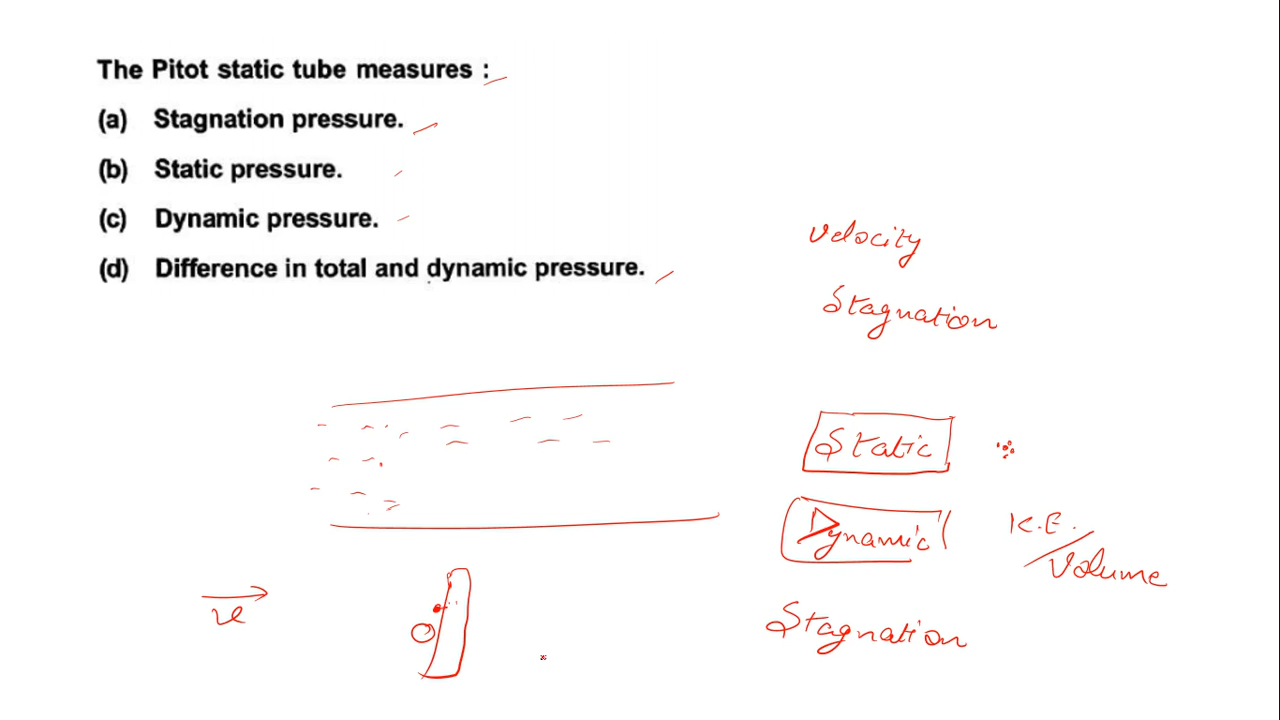 The Pitot static tube measures :
(a) Stagnation pressure.
(b) Static pressure.
(c) Dynamic pressure.
(d) Difference in total and dynamic pressure.
velocity
Stagnation
Static
Dynamic K.E. / Volume
Stagnation